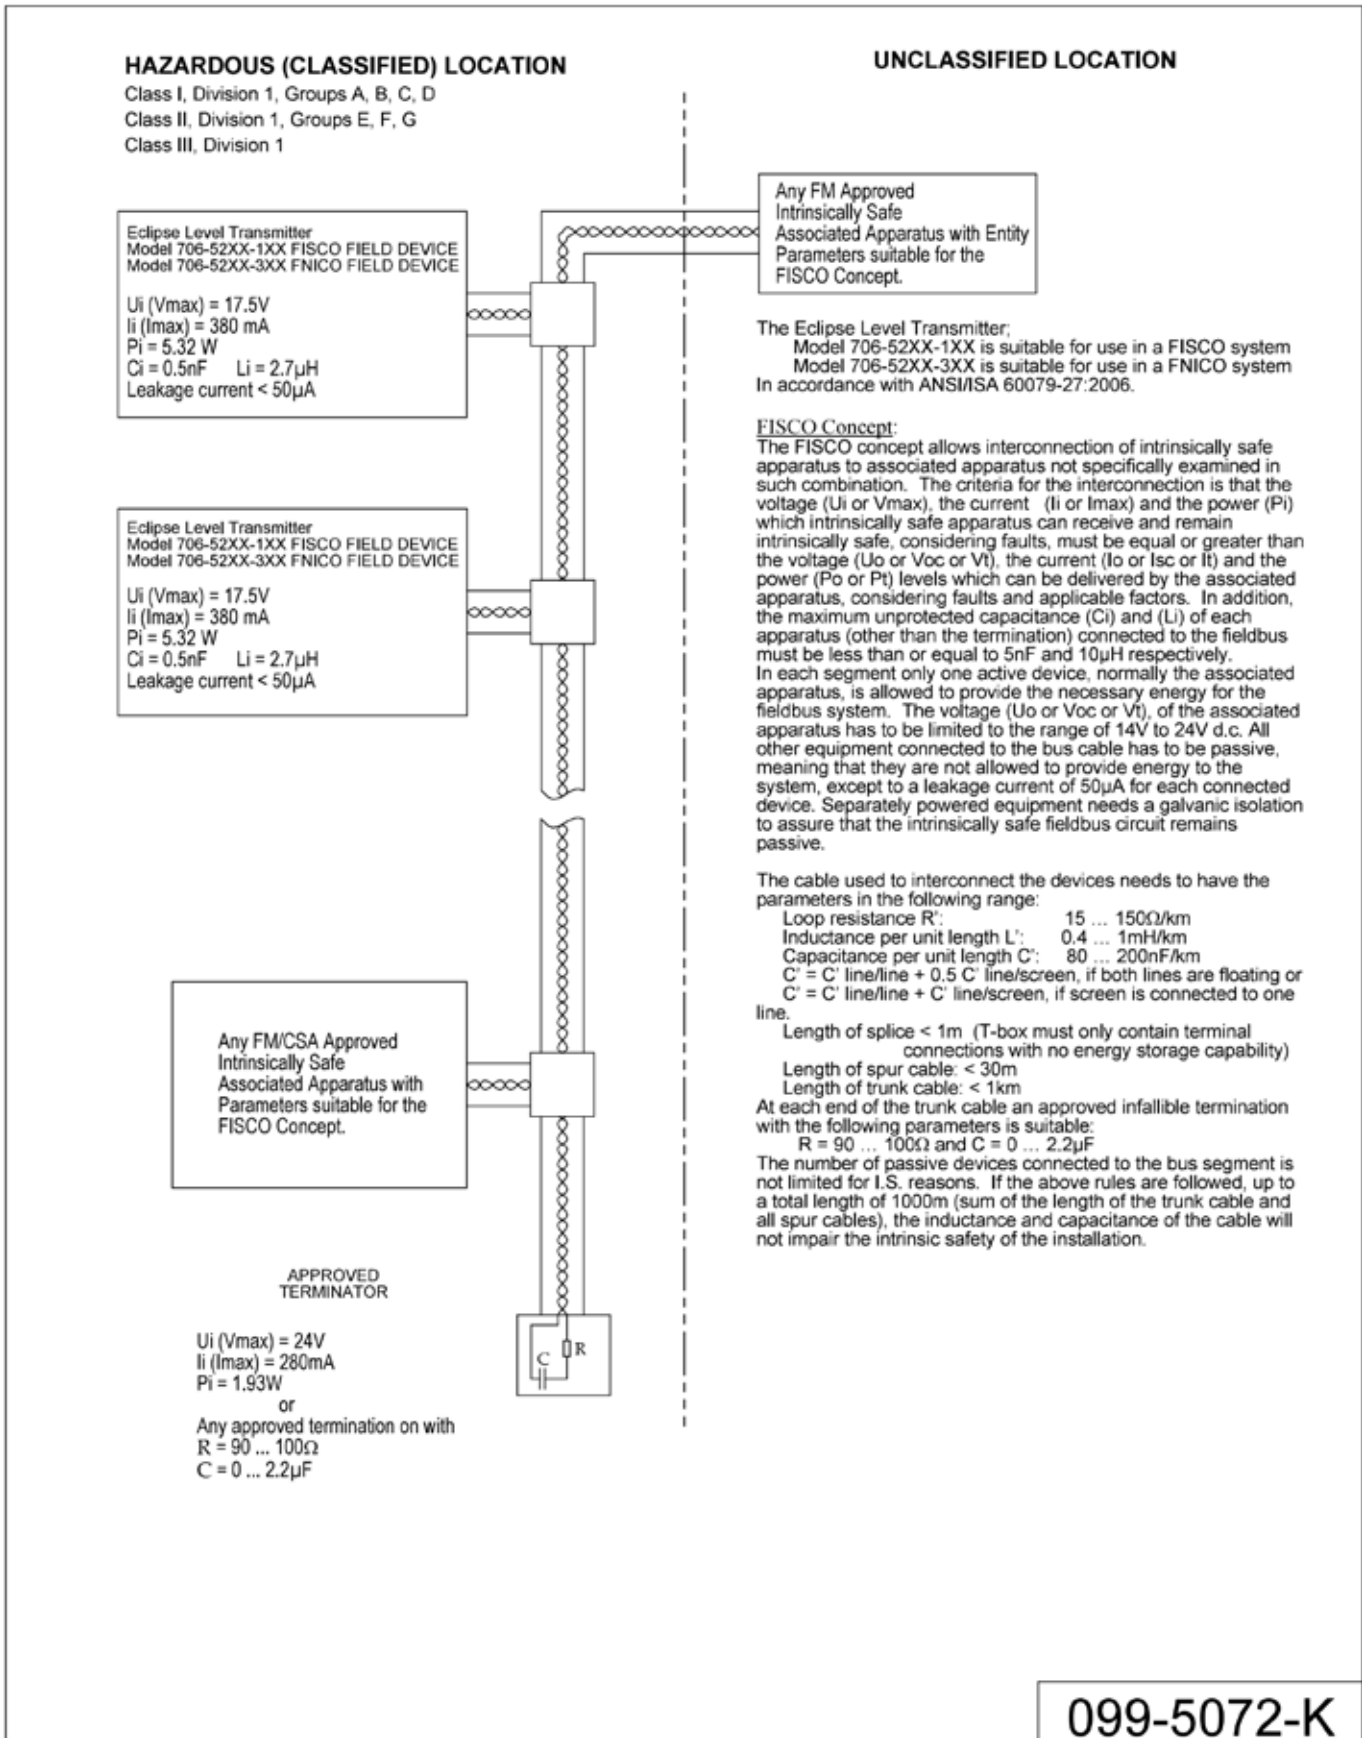 HAZARDOUS (CLASSIFIED) LOCATION
Class I, Division 1, Groups A, B, C, D
Class II, Division 1, Groups E, F, G
Class III, Division 1
UNCLASSIFIED LOCATION
Eclipse Level Transmitter
Model 706-52XX-1XX FISCO FIELD DEVICE
Model 706-52XX-3XX FNICO FIELD DEVICE
Ui (Vmax) = 17.5V
Ii (Imax) = 380 mA
Pi = 5.32 W
Ci = 0.5nF Li = 2.7µH
Leakage current < 50µA
Eclipse Level Transmitter
Model 706-52XX-1XX FISCO FIELD DEVICE
Model 706-52XX-3XX FNICO FIELD DEVICE
Ui (Vmax) = 17.5V
Ii (Imax) = 380 mA
Pi = 5.32 W
Ci = 0.5nF Li = 2.7µH
Leakage current < 50µA
Any FM/CSA Approved
Intrinsically Safe
Associated Apparatus with
Parameters suitable for the
FISCO Concept.
APPROVED
TERMINATOR
Ui (Vmax) = 24V
Ii (Imax) = 280mA
Pi = 1.93W
or
Any approved termination on with
R = 90 ... 100Ω
C = 0 ... 2.2µF
C
R
Any FM Approved
Intrinsically Safe
Associated Apparatus with Entity
Parameters suitable for the
FISCO Concept.
The Eclipse Level Transmitter;
Model 706-52XX-1XX is suitable for use in a FISCO system
Model 706-52XX-3XX is suitable for use in a FNICO system
In accordance with ANSI/ISA 60079-27:2006.
FISCO Concept:
The FISCO concept allows interconnection of intrinsically safe
apparatus to associated apparatus not specifically examined in
such combination. The criteria for the interconnection is that the
voltage (Ui or Vmax), the current (Ii or Imax) and the power (Pi)
which intrinsically safe apparatus can receive and remain
intrinsically safe, considering faults, must be equal or greater than
the voltage (Uo or Voc or Vt), the current (Io or Isc or It) and the
power (Po or Pt) levels which can be delivered by the associated
apparatus, considering faults and applicable factors. In addition,
the maximum unprotected capacitance (Ci) and (Li) of each
apparatus (other than the termination) connected to the fieldbus
must be less than or equal to 5nF and 10µH respectively.
In each segment only one active device, normally the associated
apparatus, is allowed to provide the necessary energy for the
fieldbus system. The voltage (Uo or Voc or Vt), of the associated
apparatus has to be limited to the range of 14V to 24V d.c. All
other equipment connected to the bus cable has to be passive,
meaning that they are not allowed to provide energy to the
system, except to a leakage current of 50µA for each connected
device. Separately powered equipment needs a galvanic isolation
to assure that the intrinsically safe fieldbus circuit remains
passive.
The cable used to interconnect the devices needs to have the
parameters in the following range:
Loop resistance R': 15 ... 150Ω/km
Inductance per unit length L': 0.4 ... 1mH/km
Capacitance per unit length C': 80 ... 200nF/km
C' = C' line/line + 0.5 C' line/screen, if both lines are floating or
C' = C' line/line + C' line/screen, if screen is connected to one
line.
Length of splice < 1m (T-box must only contain terminal
connections with no energy storage capability)
Length of spur cable: < 30m
Length of trunk cable: < 1km
At each end of the trunk cable an approved infallible termination
with the following parameters is suitable:
R = 90 ... 100Ω and C = 0 ... 2.2µF
The number of passive devices connected to the bus segment is
not limited for I.S. reasons. If the above rules are followed, up to
a total length of 1000m (sum of the length of the trunk cable and
all spur cables), the inductance and capacitance of the cable will
not impair the intrinsic safety of the installation.
099-5072-K